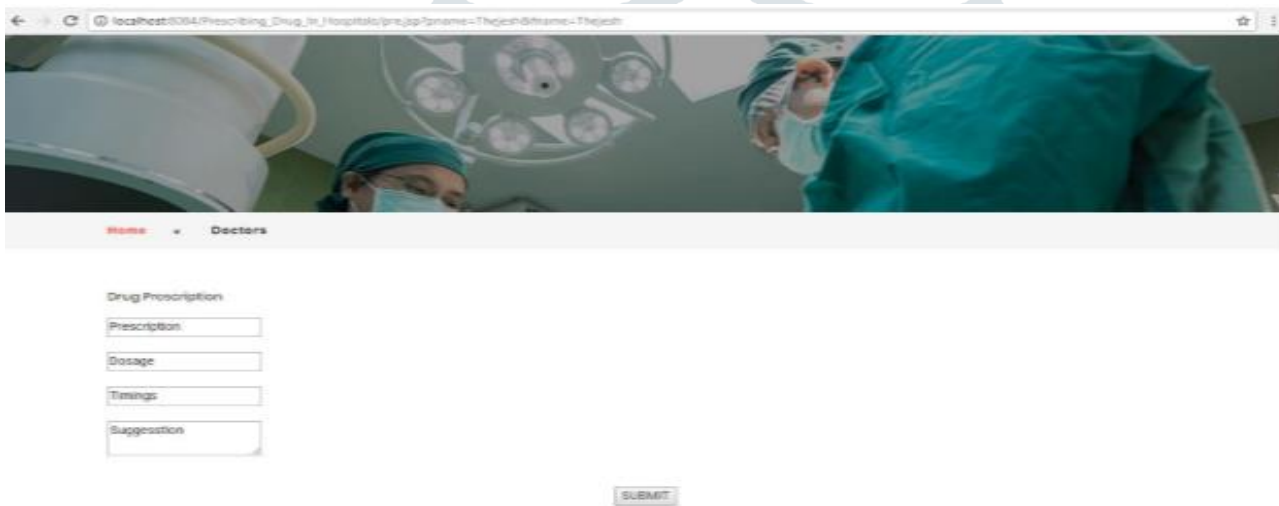 localhost:8084/Prescribing_Drug_In_Hospitals/pre.jsp?pname=Thejesh&fname=Thejesh
Home Doctors
Drug Prescription
Prescription
Dosage
Timings
Suggesstion
SUBMIT